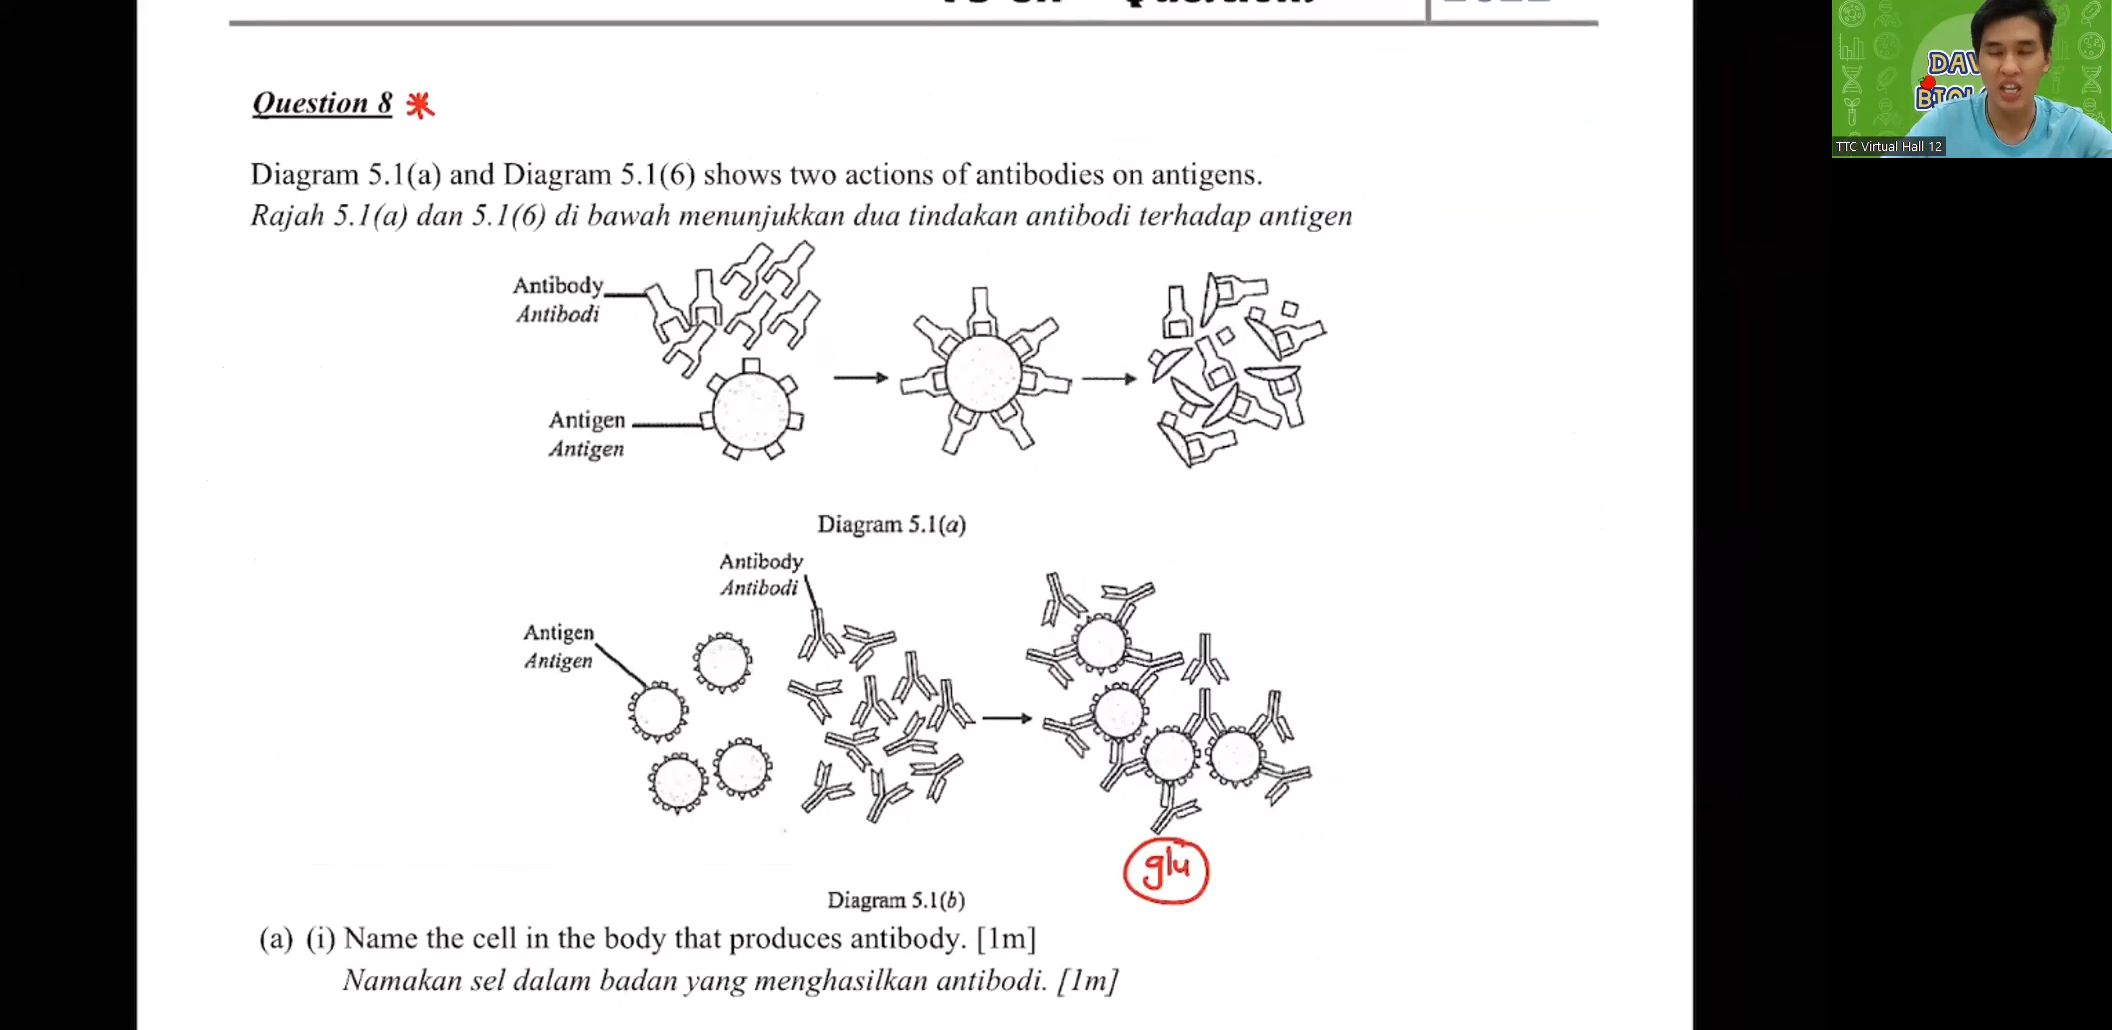 Question 8
Diagram 5.1(a) and Diagram 5.1(6) shows two actions of antibodies on antigens.
Rajah 5.1(a) dan 5.1(6) di bawah menunjukkan dua tindakan antibodi terhadap antigen
Antibody
Antibodi
Antigen
Antigen
Diagram 5.1(a)
Antibody
Antibodi
Antigen
Antigen
glu
Diagram 5.1(b)
(a) (i) Name the cell in the body that produces antibody. [1m]
Namakan sel dalam badan yang menghasilkan antibodi. [1m]
TTC Virtual Hall 12